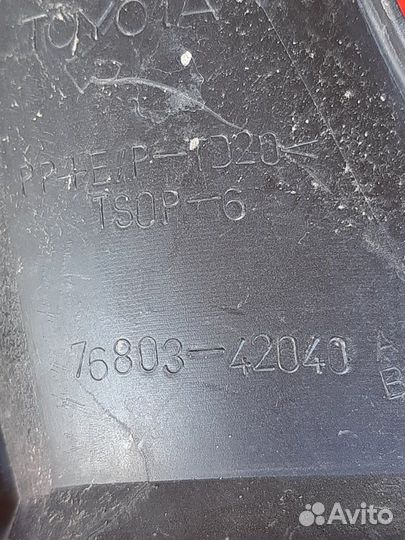 TOYOTA
PP+E/P-TD20<
TSOP-6
76803-42040
B
Avito